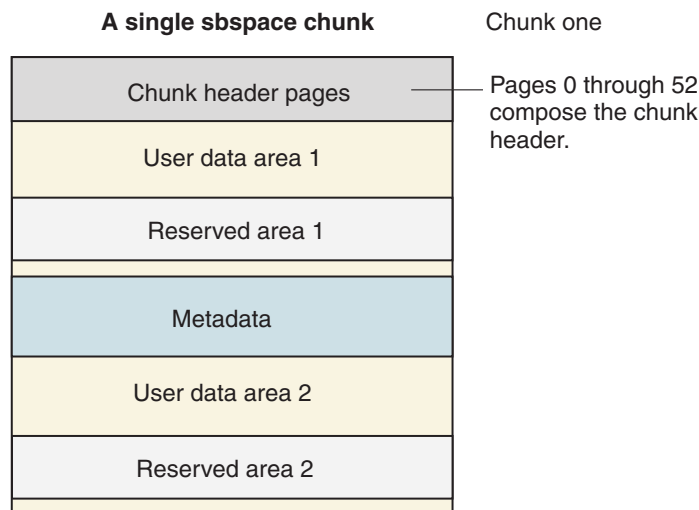 A single sbspace chunk
Chunk one
Chunk header pages
Pages 0 through 52
compose the chunk
header.
User data area 1
Reserved area 1
Metadata
User data area 2
Reserved area 2